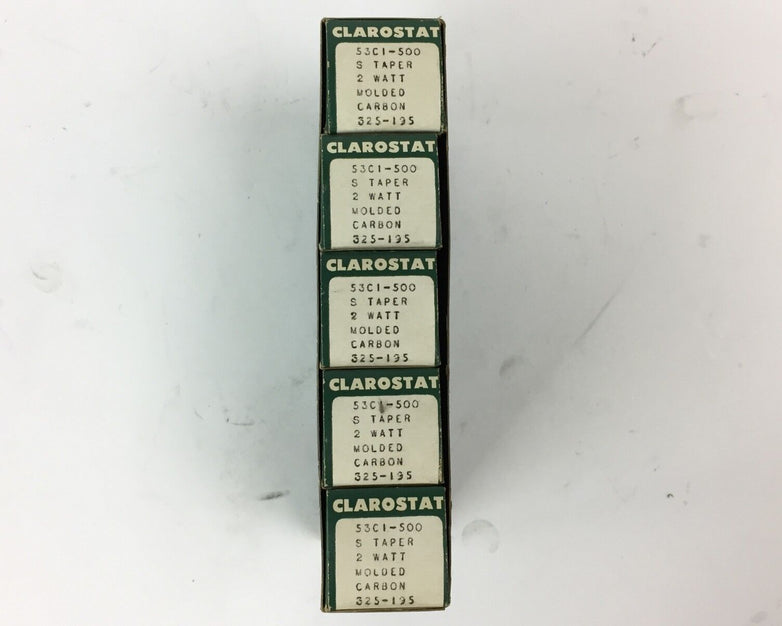 CLAROSTAT
53C1-500
S TAPER
2 WATT
MOLDED
CARBON
325-195
CLAROSTAT
53C1-500
S TAPER
2 WATT
MOLDED
CARBON
325-195
CLAROSTAT
53C1-500
S TAPER
2 WATT
MOLDED
CARBON
325-195
CLAROSTAT
53C1-500
S TAPER
2 WATT
MOLDED
CARBON
325-195
CLAROSTAT
53C1-500
S TAPER
2 WATT
MOLDED
CARBON
325-195